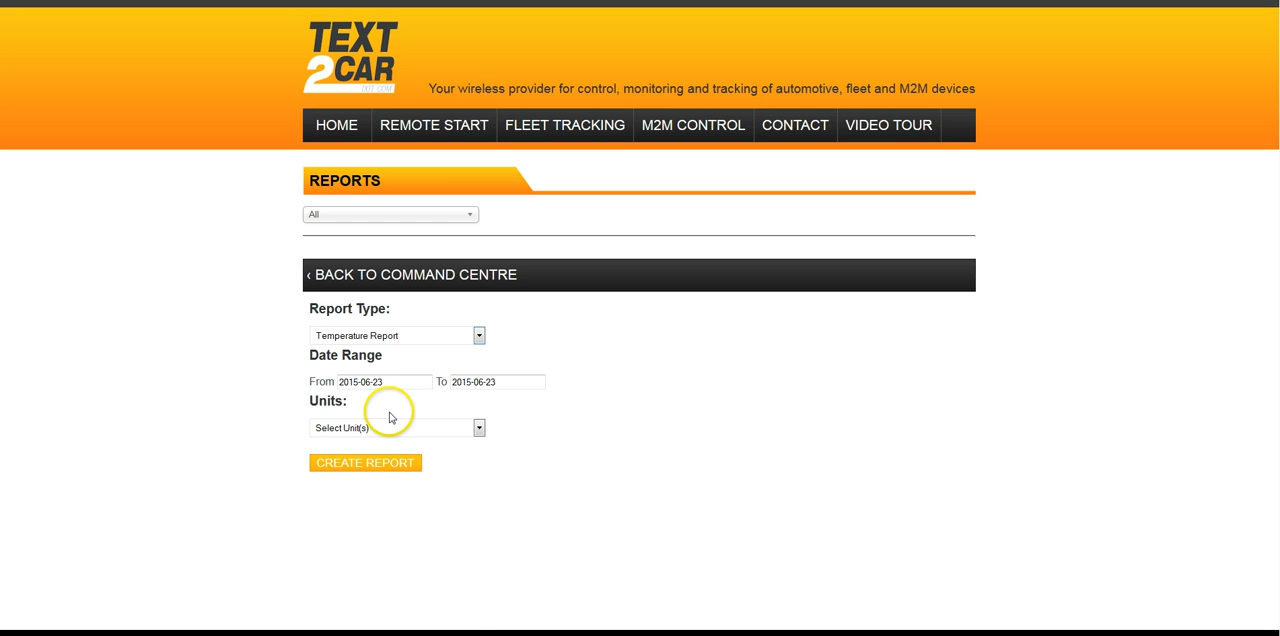 TEXT
2CAR
DOT COM
Your wireless provider for control, monitoring and tracking of automotive, fleet and M2M devices
HOME REMOTE START FLEET TRACKING M2M CONTROL CONTACT VIDEO TOUR
REPORTS
All
‹ BACK TO COMMAND CENTRE
Report Type:
Temperature Report
Date Range
From 2015-06-23 To 2015-06-23
Units:
Select Unit(s)
CREATE REPORT